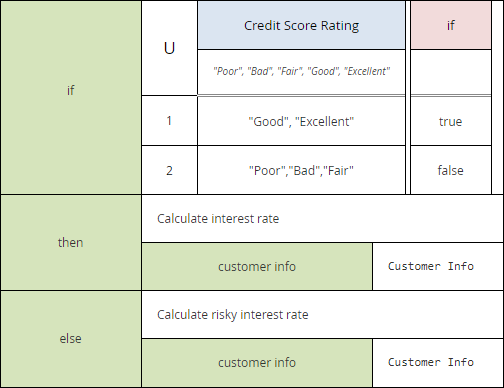 if
U
Credit Score Rating
if
"Poor", "Bad", "Fair", "Good", "Excellent"
1
"Good", "Excellent"
true
2
"Poor","Bad","Fair"
false
then
Calculate interest rate
customer info
Customer Info
else
Calculate risky interest rate
customer info
Customer Info